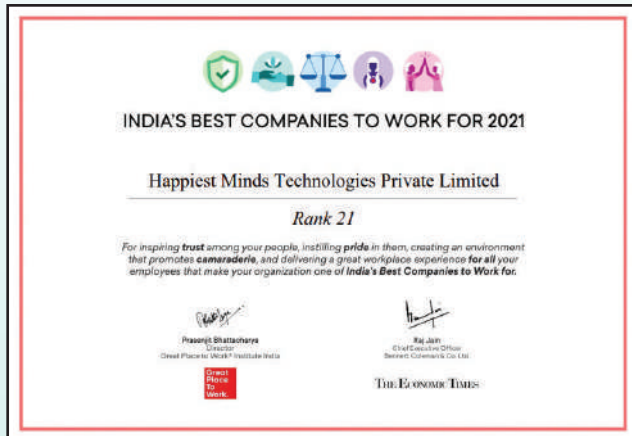 INDIA'S BEST COMPANIES TO WORK FOR 2021
Happiest Minds Technologies Private Limited
Rank 21
For inspiring trust among your people, instilling pride in them, creating an environment
that promotes camaraderie, and delivering a great workplace experience for all your
employees that make your organization one of India's Best Companies to Work for.
Prasenjit Bhattacharya
Director
Great Place to Work® Institute India
Great
Place
To
Work.
Raj Jain
Chief Executive Officer
Bennett Coleman & Co. Ltd.
THE ECONOMIC TIMES